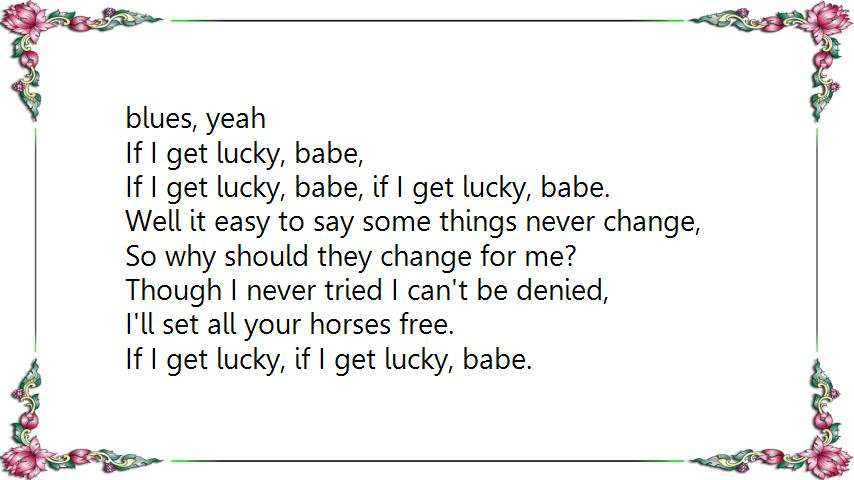 blues, yeah
If I get lucky, babe,
If I get lucky, babe, if I get lucky, babe.
Well it easy to say some things never change,
So why should they change for me?
Though I never tried I can't be denied,
I'll set all your horses free.
If I get lucky, if I get lucky, babe.